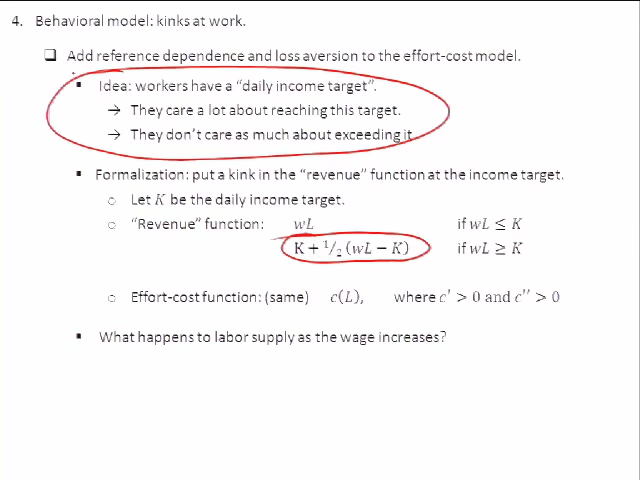 4. Behavioral model: kinks at work.
❑ Add reference dependence and loss aversion to the effort-cost model.
▪ Idea: workers have a "daily income target".
→ They care a lot about reaching this target.
→ They don't care as much about exceeding it.
▪ Formalization: put a kink in the "revenue" function at the income target.
○ Let K be the daily income target.
○ "Revenue" function: wL if wL ≤ K
K + ½ (wL − K) if wL ≥ K
○ Effort-cost function: (same) c(L), where c′ > 0 and c″ > 0
▪ What happens to labor supply as the wage increases?